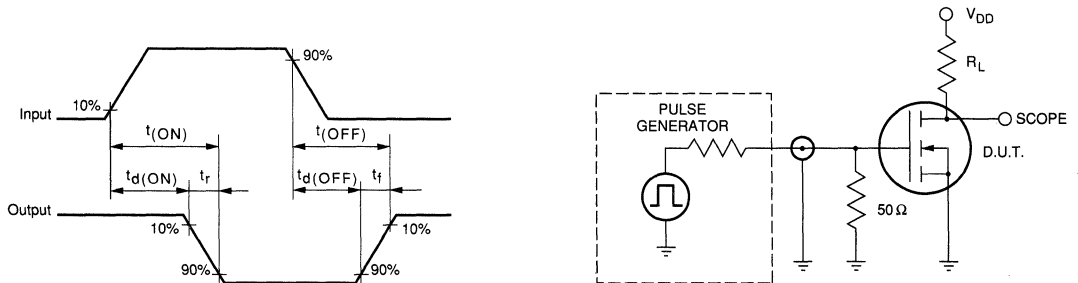 90%
10%
Input
t(ON)
t(OFF)
td(ON)
tr
td(OFF)
tf
Output
10%
10%
90%
90%
PULSE
GENERATOR
VDD
RL
SCOPE
D.U.T.
50Ω